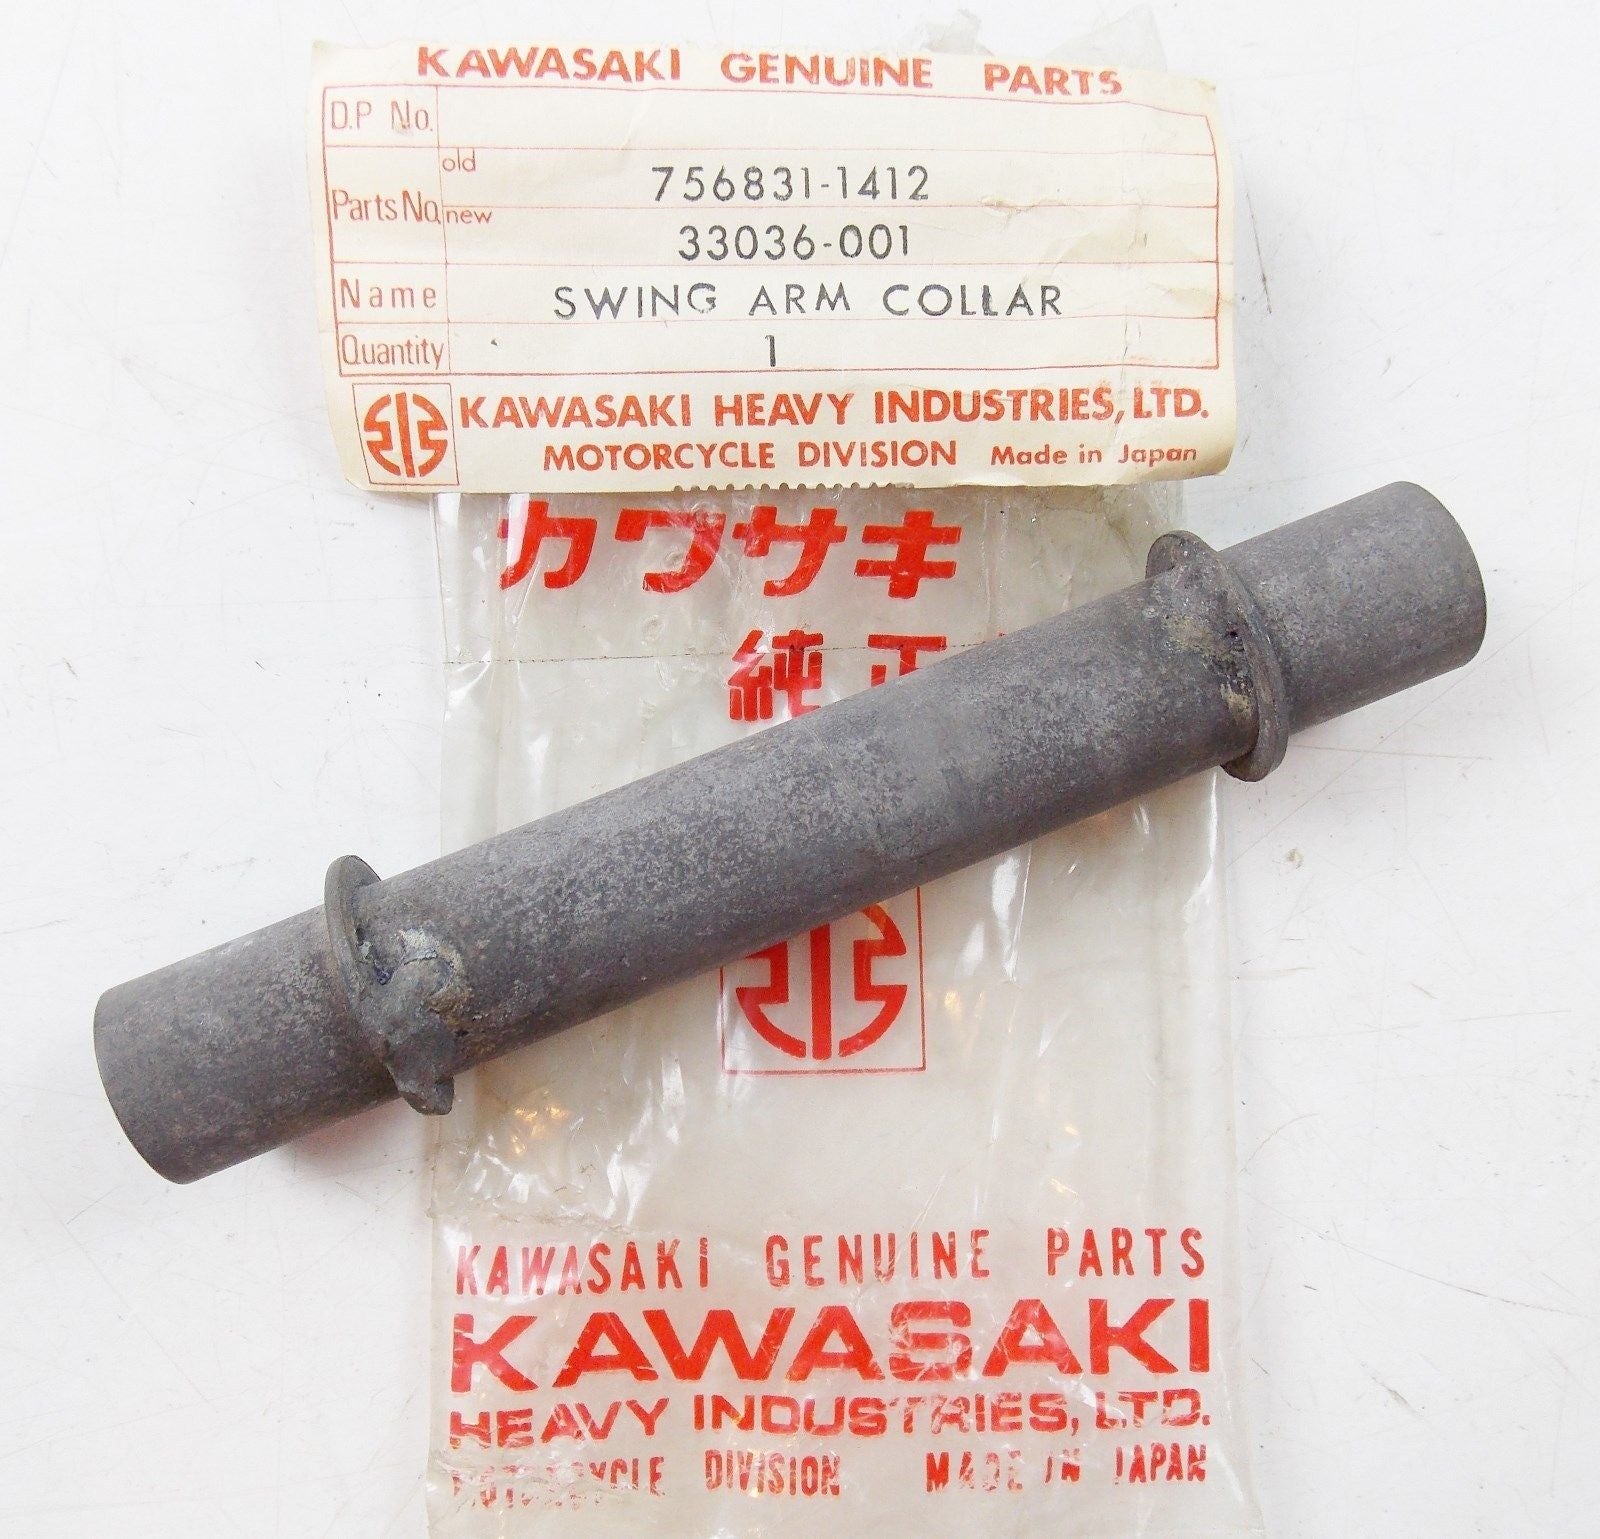 KAWASAKI GENUINE PARTS
D.P No.
Parts No. old 756831-1412
new 33036-001
Name SWING ARM COLLAR
Quantity 1
KAWASAKI HEAVY INDUSTRIES, LTD.
MOTORCYCLE DIVISION Made in Japan
カワサキ
純正
KAWASAKI GENUINE PARTS
KAWASAKI
HEAVY INDUSTRIES, LTD.
MOTORCYCLE DIVISION MADE IN JAPAN